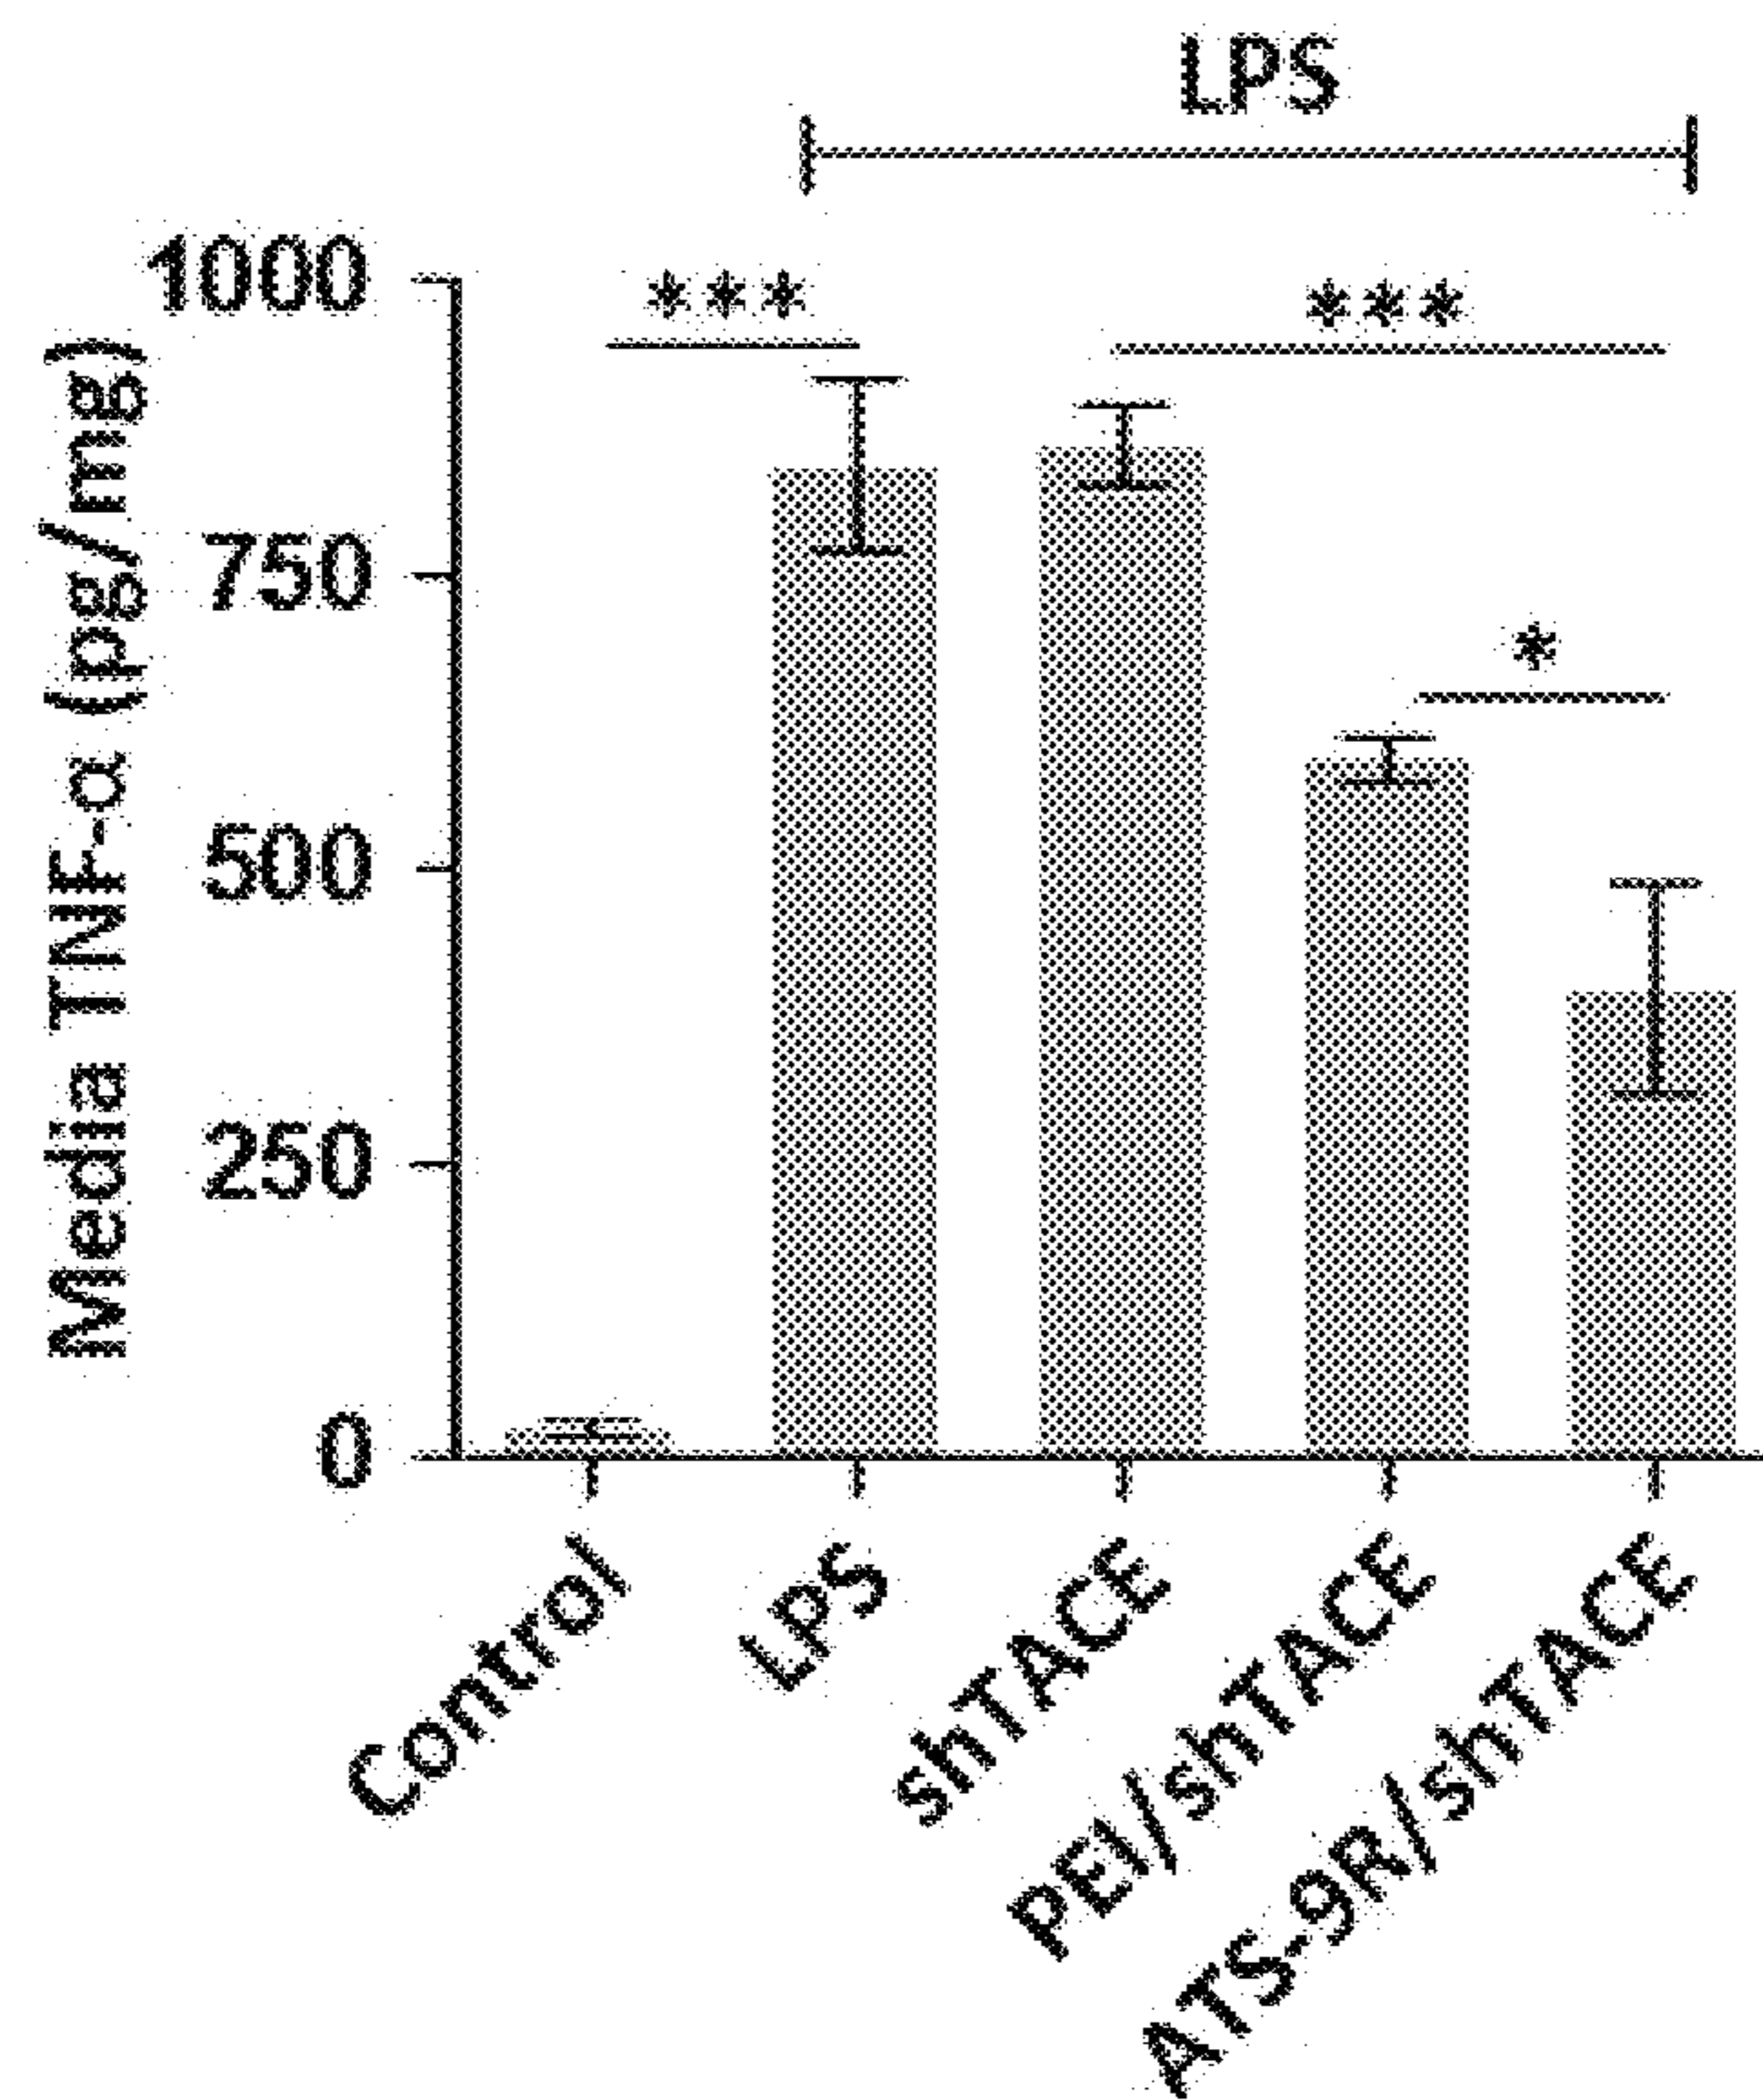 LPS
***
***
*
Media TNF-α (pg/mg)
1000
750
500
250
0
Control
LPS
shTACE
PEI/shTACE
ATS-9R/shTACE